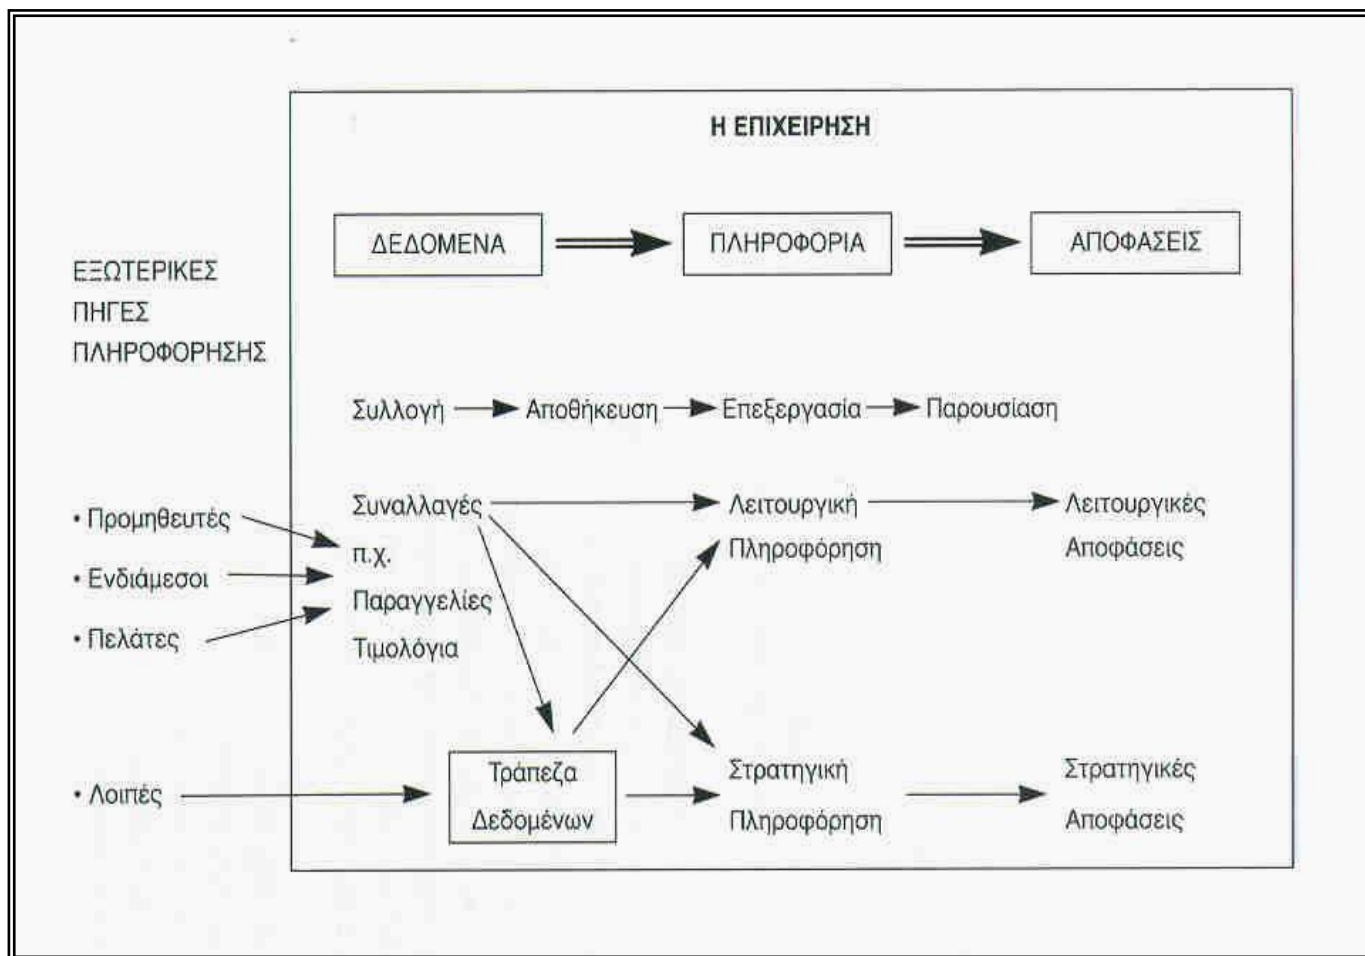 Η ΕΠΙΧΕΙΡΗΣΗ
ΔΕΔΟΜΕΝΑ ΠΛΗΡΟΦΟΡΙΑ ΑΠΟΦΑΣΕΙΣ
ΕΞΩΤΕΡΙΚΕΣ
ΠΗΓΕΣ
ΠΛΗΡΟΦΟΡΗΣΗΣ
Συλλογή Αποθήκευση Επεξεργασία Παρουσίαση
• Προμηθευτές
• Ενδιάμεσοι
• Πελάτες
Συναλλαγές
π.χ.
Παραγγελίες
Τιμολόγια
Λειτουργική
Πληροφόρηση
Λειτουργικές
Αποφάσεις
• Λοιπές
Τράπεζα
Δεδομένων
Στρατηγική
Πληροφόρηση
Στρατηγικές
Αποφάσεις